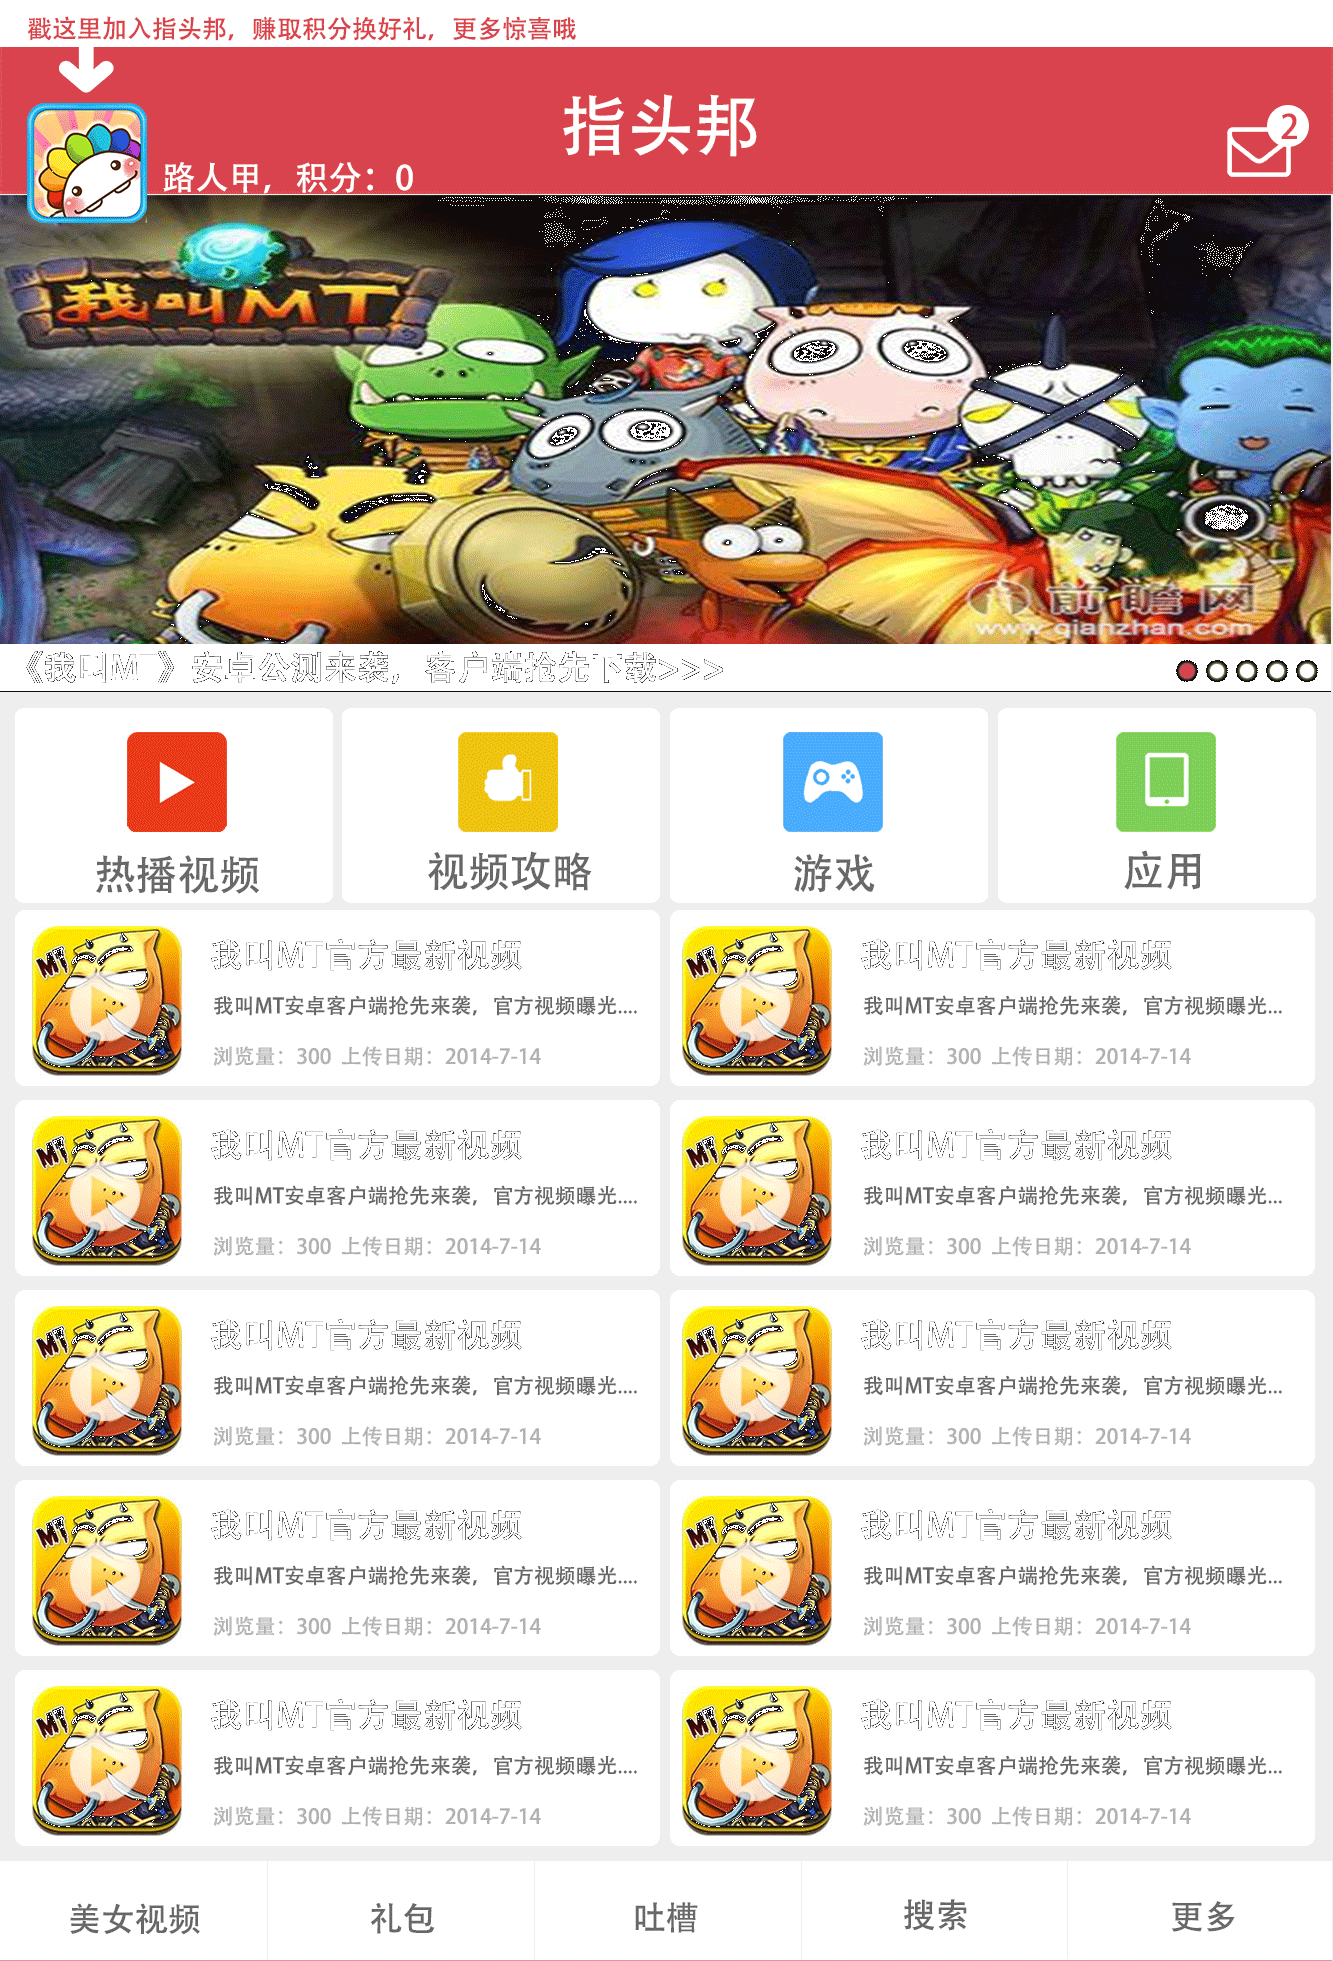 戳这里加入指头邦，赚取积分换好礼，更多惊喜哦
指头邦
2
路人甲，积分：0
我叫MT
前瞻网
www.qianzhan.com
《我叫MT》安卓公测来袭，客户端抢先下载>>>
热播视频 视频攻略 游戏 应用
MT
我叫MT官方最新视频
我叫MT安卓客户端抢先来袭，官方视频曝光....
浏览量：300 上传日期：2014-7-14
MT
我叫MT官方最新视频
我叫MT安卓客户端抢先来袭，官方视频曝光...
浏览量：300 上传日期：2014-7-14
MT
我叫MT官方最新视频
我叫MT安卓客户端抢先来袭，官方视频曝光....
浏览量：300 上传日期：2014-7-14
MT
我叫MT官方最新视频
我叫MT安卓客户端抢先来袭，官方视频曝光...
浏览量：300 上传日期：2014-7-14
MT
我叫MT官方最新视频
我叫MT安卓客户端抢先来袭，官方视频曝光....
浏览量：300 上传日期：2014-7-14
MT
我叫MT官方最新视频
我叫MT安卓客户端抢先来袭，官方视频曝光...
浏览量：300 上传日期：2014-7-14
MT
我叫MT官方最新视频
我叫MT安卓客户端抢先来袭，官方视频曝光....
浏览量：300 上传日期：2014-7-14
MT
我叫MT官方最新视频
我叫MT安卓客户端抢先来袭，官方视频曝光...
浏览量：300 上传日期：2014-7-14
MT
我叫MT官方最新视频
我叫MT安卓客户端抢先来袭，官方视频曝光....
浏览量：300 上传日期：2014-7-14
MT
我叫MT官方最新视频
我叫MT安卓客户端抢先来袭，官方视频曝光...
浏览量：300 上传日期：2014-7-14
美女视频 礼包 吐槽 搜索 更多